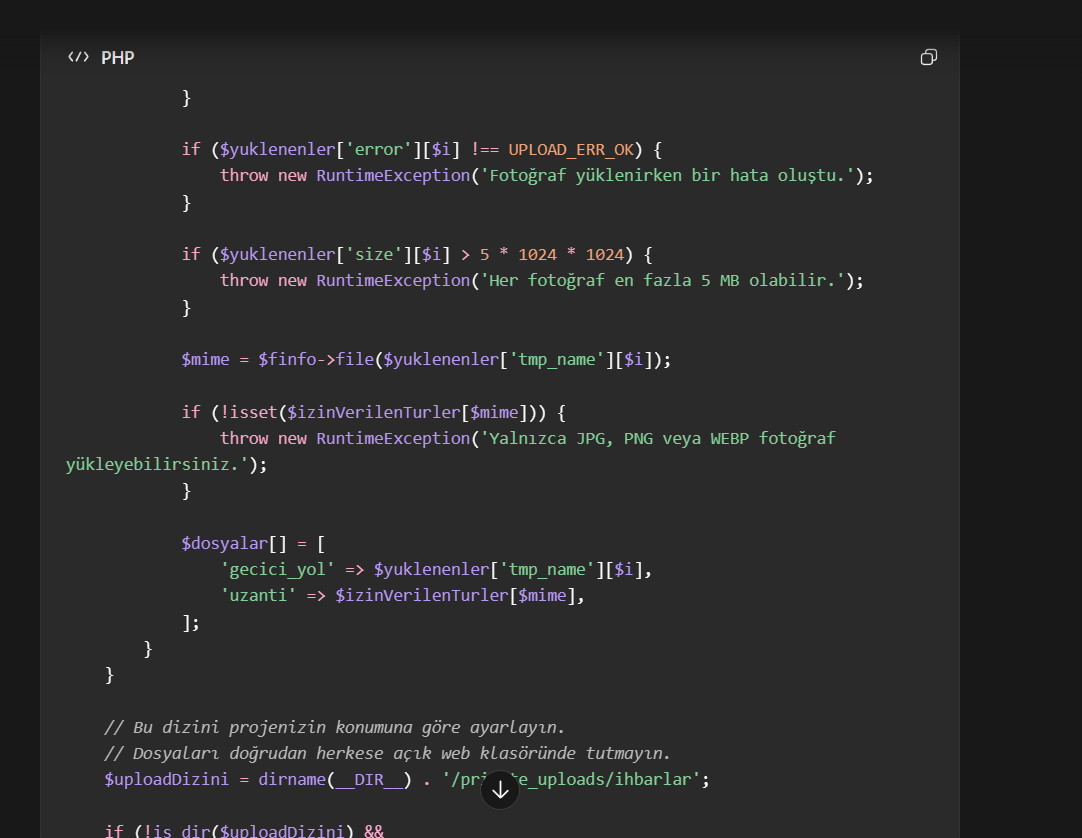 </> PHP
}
if ($yuklenenler['error'][$i] !== UPLOAD_ERR_OK) {
throw new RuntimeException('Fotoğraf yüklenirken bir hata oluştu.');
}
if ($yuklenenler['size'][$i] > 5 * 1024 * 1024) {
throw new RuntimeException('Her fotoğraf en fazla 5 MB olabilir.');
}
$mime = $finfo->file($yuklenenler['tmp_name'][$i]);
if (!isset($izinVerilenTurler[$mime])) {
throw new RuntimeException('Yalnızca JPG, PNG veya WEBP fotoğraf
yükleyebilirsiniz.');
}
$dosyalar[] = [
'gecici_yol' => $yuklenenler['tmp_name'][$i],
'uzanti' => $izinVerilenTurler[$mime],
];
}
}
// Bu dizini projenizin konumuna göre ayarlayın.
// Dosyaları doğrudan herkese açık web klasöründe tutmayın.
$uploadDizini = dirname(__DIR__) . '/private_uploads/ihbarlar';
if (!is_dir($uploadDizini) &&